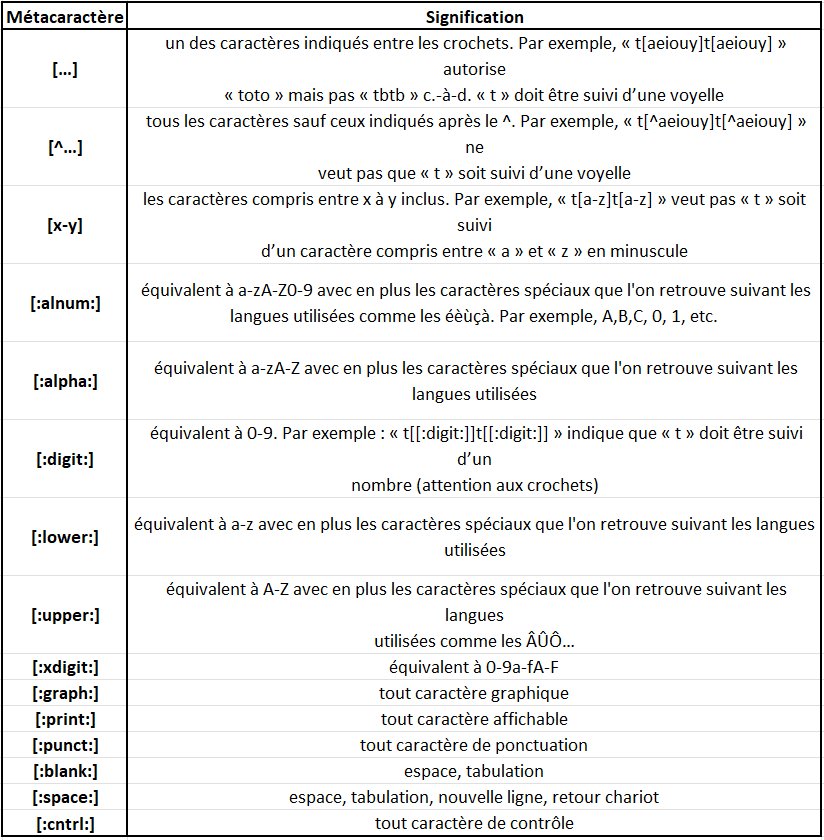 Métacaractère Signification
un des caractères indiqués entre les crochets. Par exemple, « t[aeiouy]t[aeiouy] »
autorise
[…]
« toto » mais pas « tbtb » c.-à-d. « t » doit être suivi d’une voyelle
tous les caractères sauf ceux indiqués après le ^. Par exemple, « t[^aeiouy]t[^aeiouy] »
[^…]
ne
veut pas que « t » soit suivi d’une voyelle
les caractères compris entre x à y inclus. Par exemple, « t[a-z]t[a-z] » veut pas « t » soit
[x-y]
suivi
d’un caractère compris entre « a » et « z » en minuscule
[:alnum:]
équivalent à a-zA-Z0-9 avec en plus les caractères spéciaux que l'on retrouve suivant les
langues utilisées comme les éèùçà. Par exemple, A,B,C, 0, 1, etc.
[:alpha:]
équivalent à a-zA-Z avec en plus les caractères spéciaux que l'on retrouve suivant les
langues utilisées
équivalent à 0-9. Par exemple : « t[[:digit:]]t[[:digit:]] » indique que « t » doit être suivi
[:digit:]
d’un
nombre (attention aux crochets)
[:lower:]
équivalent à a-z avec en plus les caractères spéciaux que l'on retrouve suivant les langues
utilisées
équivalent à A-Z avec en plus les caractères spéciaux que l'on retrouve suivant les
[:upper:]
langues
utilisées comme les ÂÛÔ…
[:xdigit:] équivalent à 0-9a-fA-F
[:graph:] tout caractère graphique
[:print:] tout caractère affichable
[:punct:] tout caractère de ponctuation
[:blank:] espace, tabulation
[:space:] espace, tabulation, nouvelle ligne, retour chariot
[:cntrl:] tout caractère de contrôle